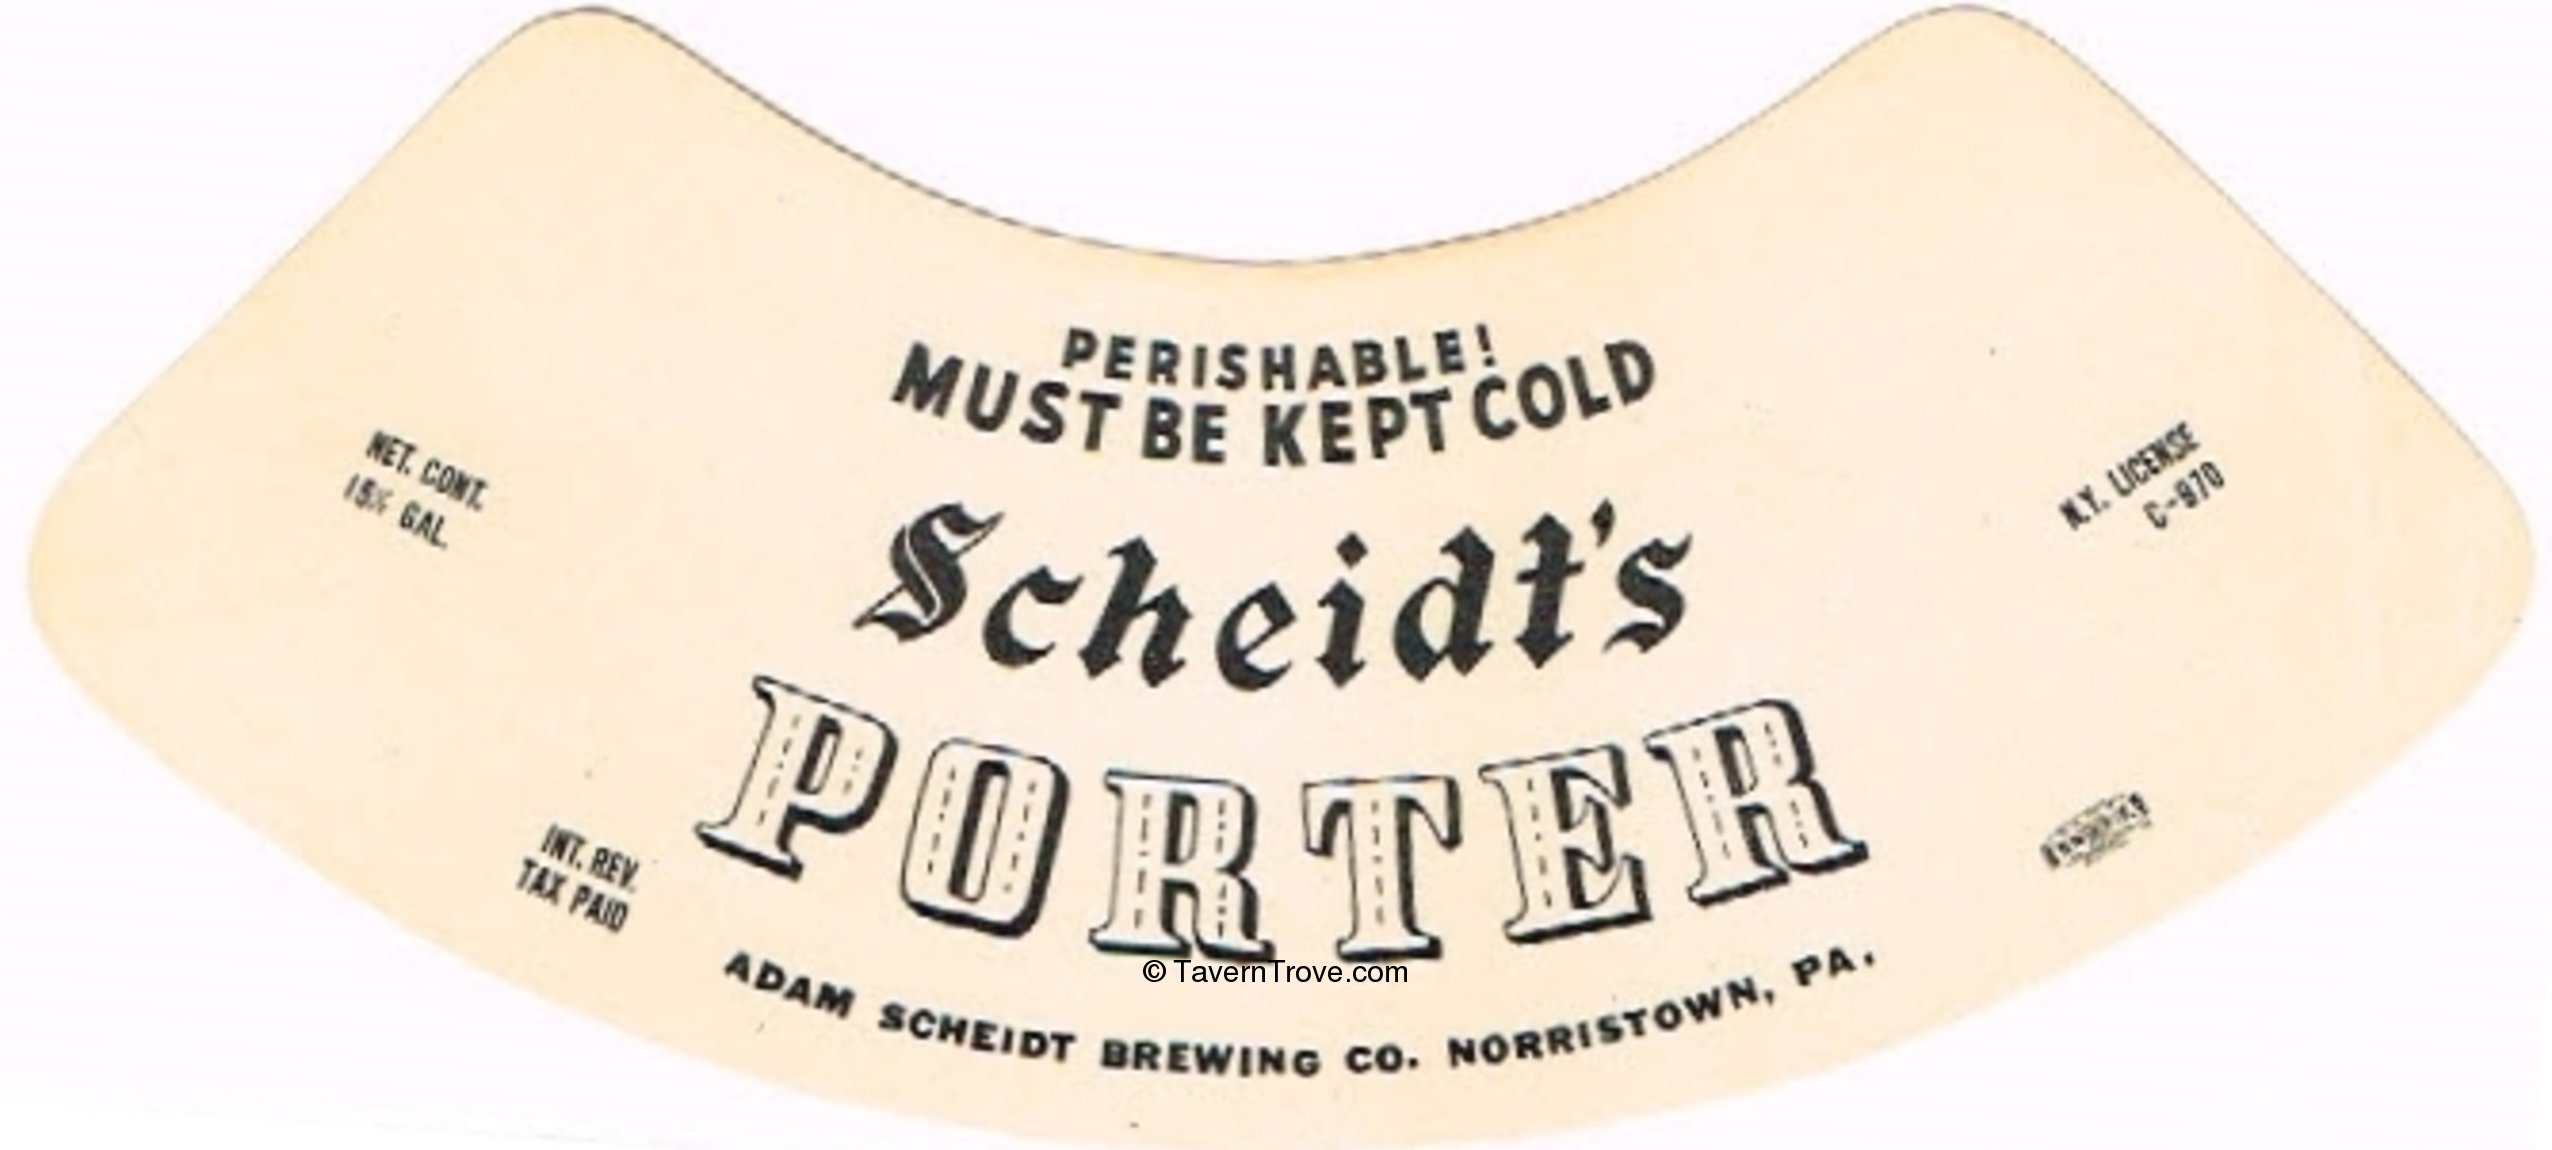 PERISHABLE!
MUST BE KEPT COLD
NET. CONT.
GAL.
N.Y. LICENSE
C-970
Scheidt's
PORTER
INT. REV.
TAX PAID
© TavernTrove.com
ADAM SCHEIDT BREWING CO. NORRISTOWN, PA.